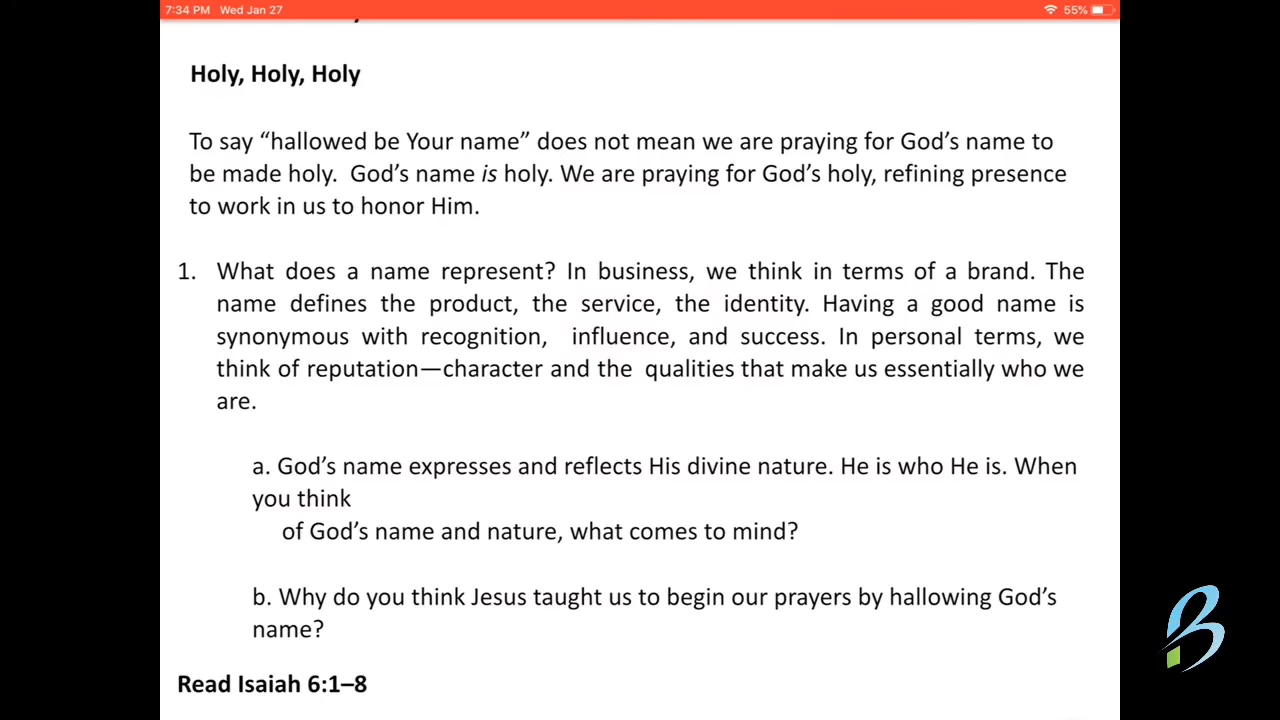 7:34 PM Wed Jan 27
55%
Holy, Holy, Holy
To say “hallowed be Your name” does not mean we are praying for God’s name to
be made holy.  God’s name is holy. We are praying for God’s holy, refining presence
to work in us to honor Him.
1. What does a name represent? In business, we think in terms of a brand. The
name defines the product, the service, the identity. Having a good name is
synonymous with recognition,  influence, and success. In personal terms, we
think of reputation—character and the  qualities that make us essentially who we
are.
a. God’s name expresses and reflects His divine nature. He is who He is. When
you think
of God’s name and nature, what comes to mind?
b. Why do you think Jesus taught us to begin our prayers by hallowing God’s
name?
Read Isaiah 6:1–8